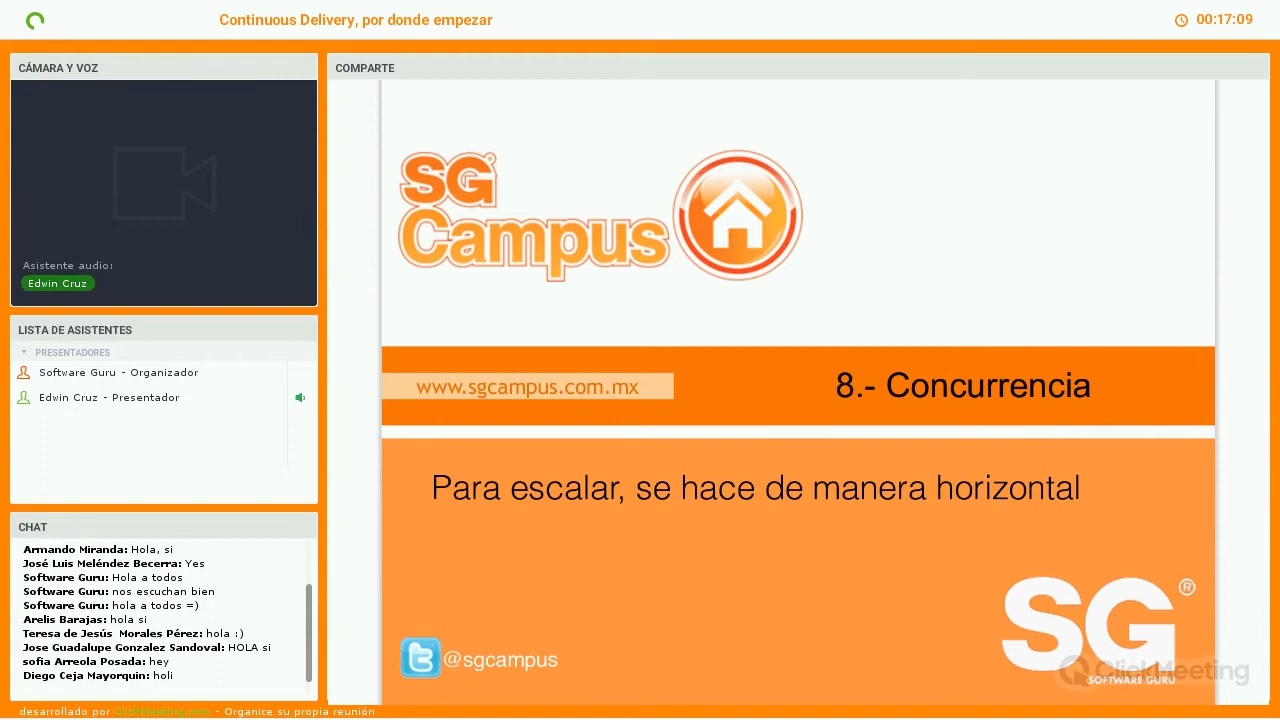 Continuous Delivery, por donde empezar
00:17:09
CÁMARA Y VOZ
Asistente audio:
Edwin Cruz
LISTA DE ASISTENTES
PRESENTADORES
Software Guru - Organizador
Edwin Cruz - Presentador
CHAT
Armando Miranda: Hola, si
José Luis Meléndez Becerra: Yes
Software Guru: Hola a todos
Software Guru: nos escuchan bien
Software Guru: hola a todos =)
Arelis Barajas: hola si
Teresa de Jesús Morales Pérez: hola :)
Jose Guadalupe Gonzalez Sandoval: HOLA si
sofia Arreola Posada: hey
Diego Ceja Mayorquin: holi
desarrollado por ClickMeeting.com - Organice su propia reunión
COMPARTE
SG
Campus
www.sgcampus.com.mx
8.- Concurrencia
Para escalar, se hace de manera horizontal
@sgcampus
SG®
SOFTWARE GURU
ClickMeeting